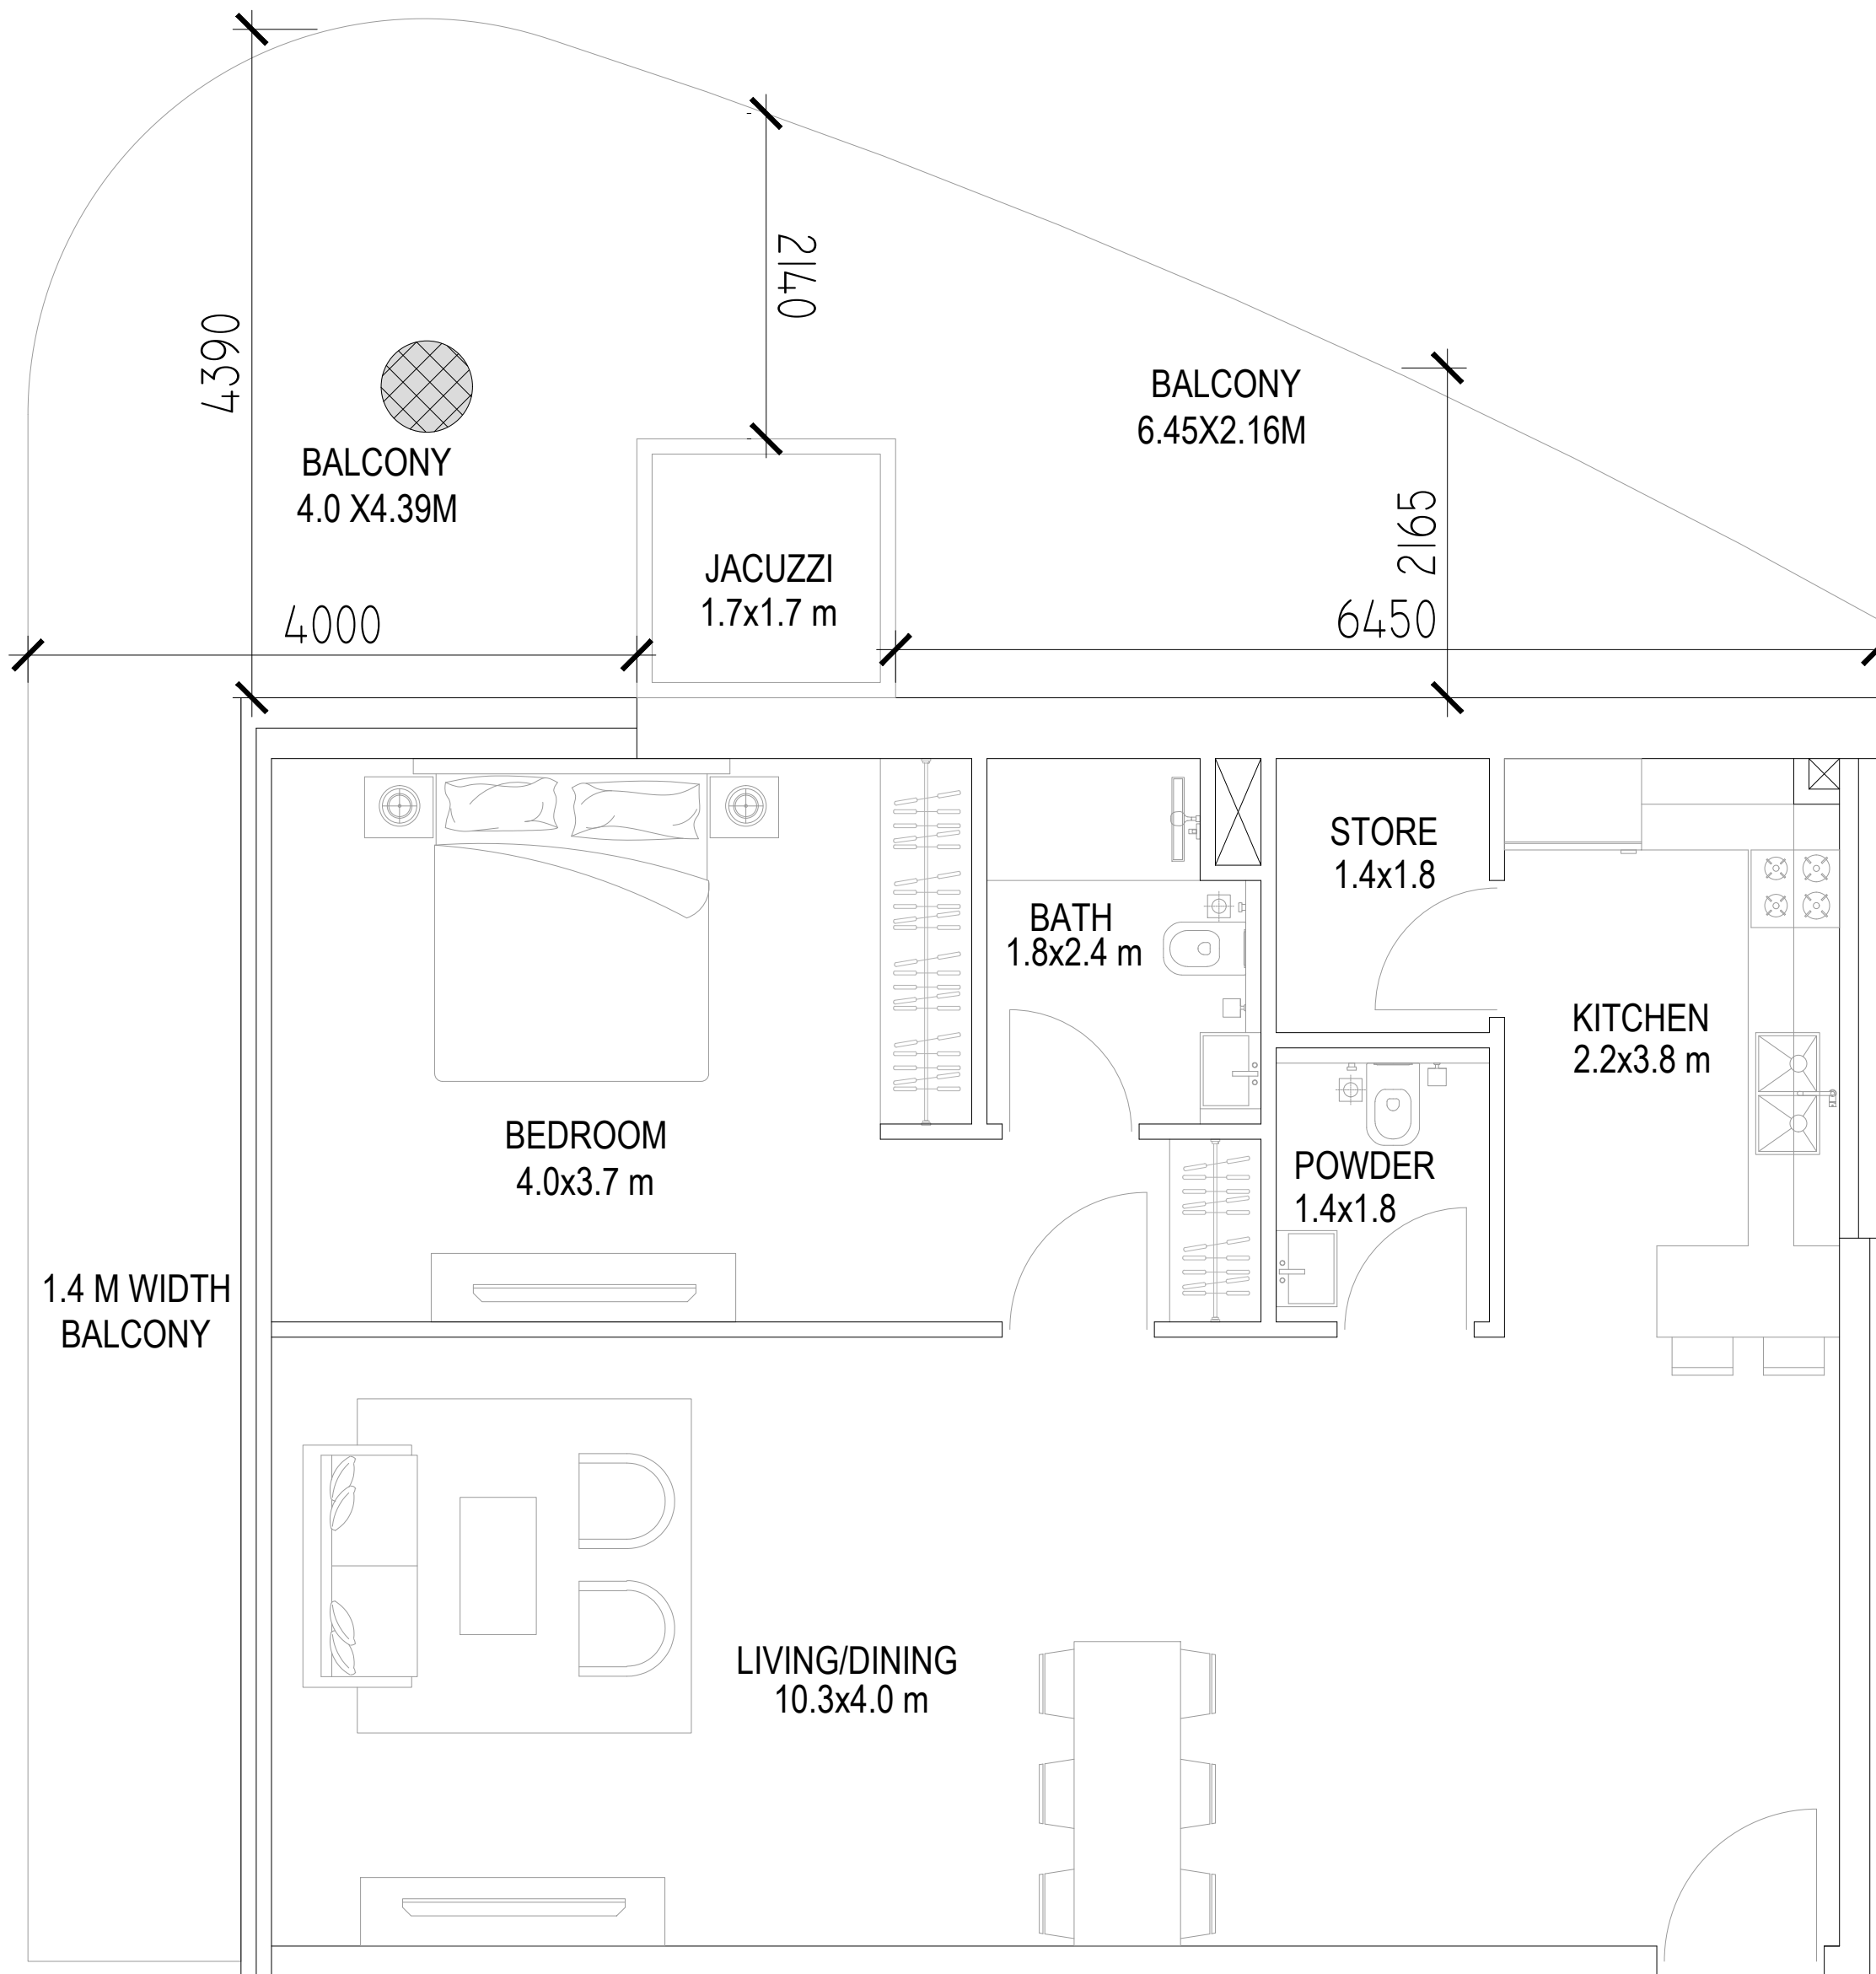 4390
2140
BALCONY
6.45X2.16M
BALCONY
4.0 X4.39M
2165
JACUZZI
1.7x1.7 m
4000
6450
STORE
1.4x1.8
BATH
1.8x2.4 m
KITCHEN
2.2x3.8 m
BEDROOM
4.0x3.7 m
POWDER
1.4x1.8
1.4 M WIDTH
BALCONY
LIVING/DINING
10.3x4.0 m